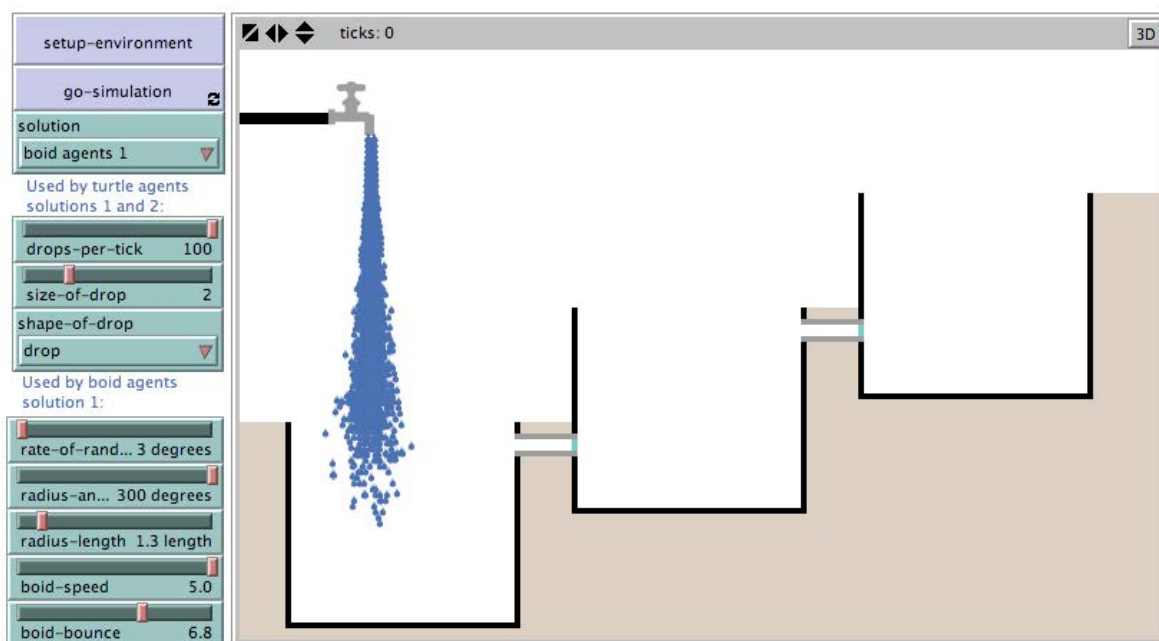 setup-environment
go-simulation
solution
boid agents 1
Used by turtle agents
solutions 1 and 2:
drops-per-tick 100
size-of-drop 2
shape-of-drop
drop
Used by boid agents
solution 1:
rate-of-rand... 3 degrees
radius-an... 300 degrees
radius-length 1.3 length
boid-speed 5.0
boid-bounce 6.8
ticks: 0
3D